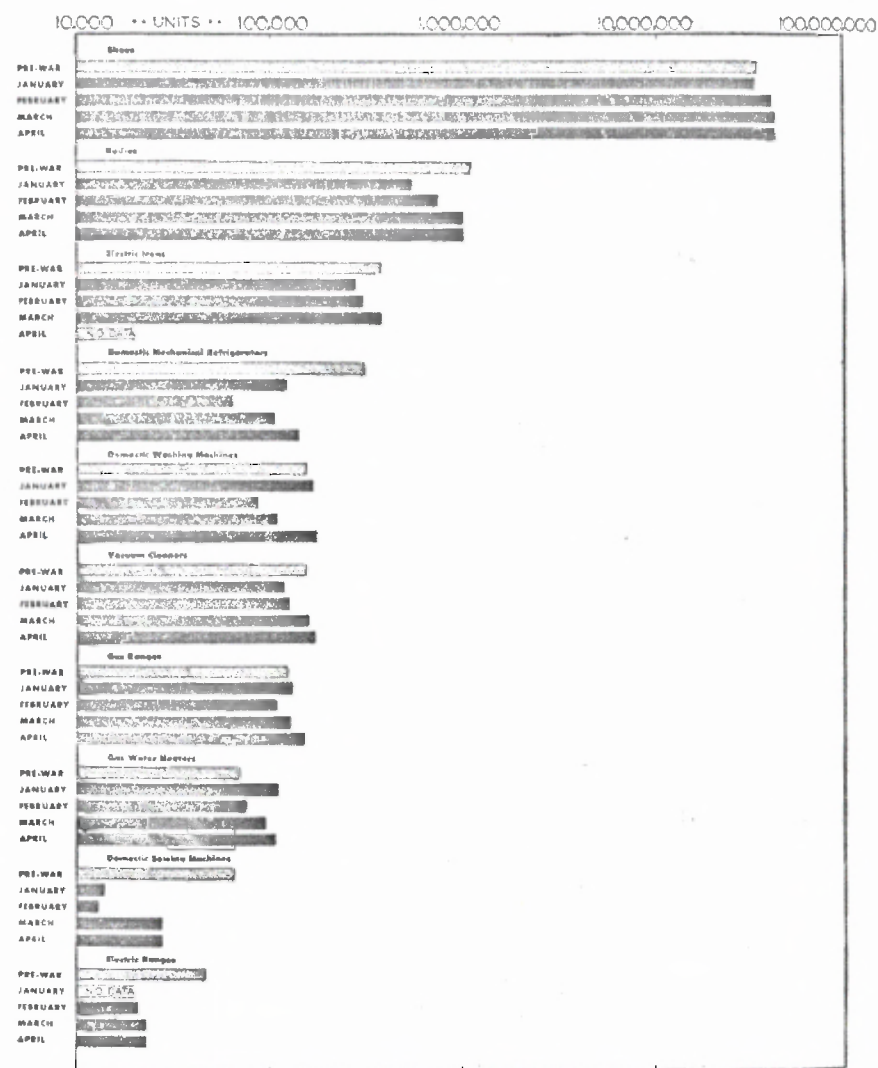 10,000 •• UNITS •• 100,000 1,000,000 10,000,000 100,000,000
Shoes
PRE-WAR
JANUARY
FEBRUARY
MARCH
APRIL
Radios
PRE-WAR
JANUARY
FEBRUARY
MARCH
APRIL
Electric Irons
PRE-WAR
JANUARY
FEBRUARY
MARCH
APRIL NO DATA
Domestic Mechanical Refrigerators
PRE-WAR
JANUARY
FEBRUARY
MARCH
APRIL
Domestic Washing Machines
PRE-WAR
JANUARY
FEBRUARY
MARCH
APRIL
Vacuum Cleaners
PRE-WAR
JANUARY
FEBRUARY
MARCH
APRIL
Gas Ranges
PRE-WAR
JANUARY
FEBRUARY
MARCH
APRIL
Gas Water Heaters
PRE-WAR
JANUARY
FEBRUARY
MARCH
APRIL
Domestic Sewing Machines
PRE-WAR
JANUARY
FEBRUARY
MARCH
APRIL
Electric Ranges
PRE-WAR
JANUARY NO DATA
FEBRUARY
MARCH
APRIL